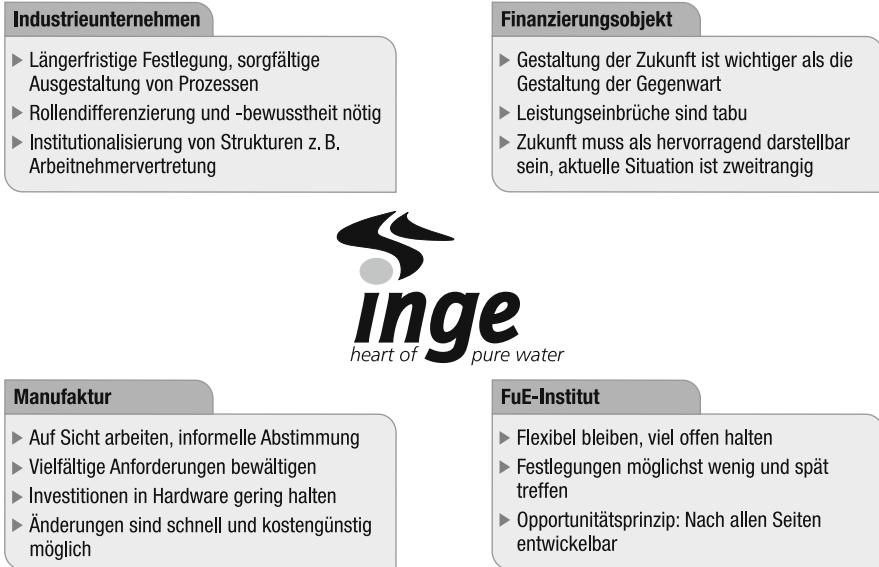 Industrieunternehmen
▶ Längerfristige Festlegung, sorgfältige
Ausgestaltung von Prozessen
▶ Rollendifferenzierung und -bewusstheit nötig
▶ Institutionalisierung von Strukturen z. B.
Arbeitnehmervertretung
Finanzierungsobjekt
▶ Gestaltung der Zukunft ist wichtiger als die
Gestaltung der Gegenwart
▶ Leistungseinbrüche sind tabu
▶ Zukunft muss als hervorragend darstellbar
sein, aktuelle Situation ist zweitrangig
inge
heart of pure water
Manufaktur
▶ Auf Sicht arbeiten, informelle Abstimmung
▶ Vielfältige Anforderungen bewältigen
▶ Investitionen in Hardware gering halten
▶ Änderungen sind schnell und kostengünstig
möglich
FuE-Institut
▶ Flexibel bleiben, viel offen halten
▶ Festlegungen möglichst wenig und spät
treffen
▶ Opportunitätsprinzip: Nach allen Seiten
entwickelbar